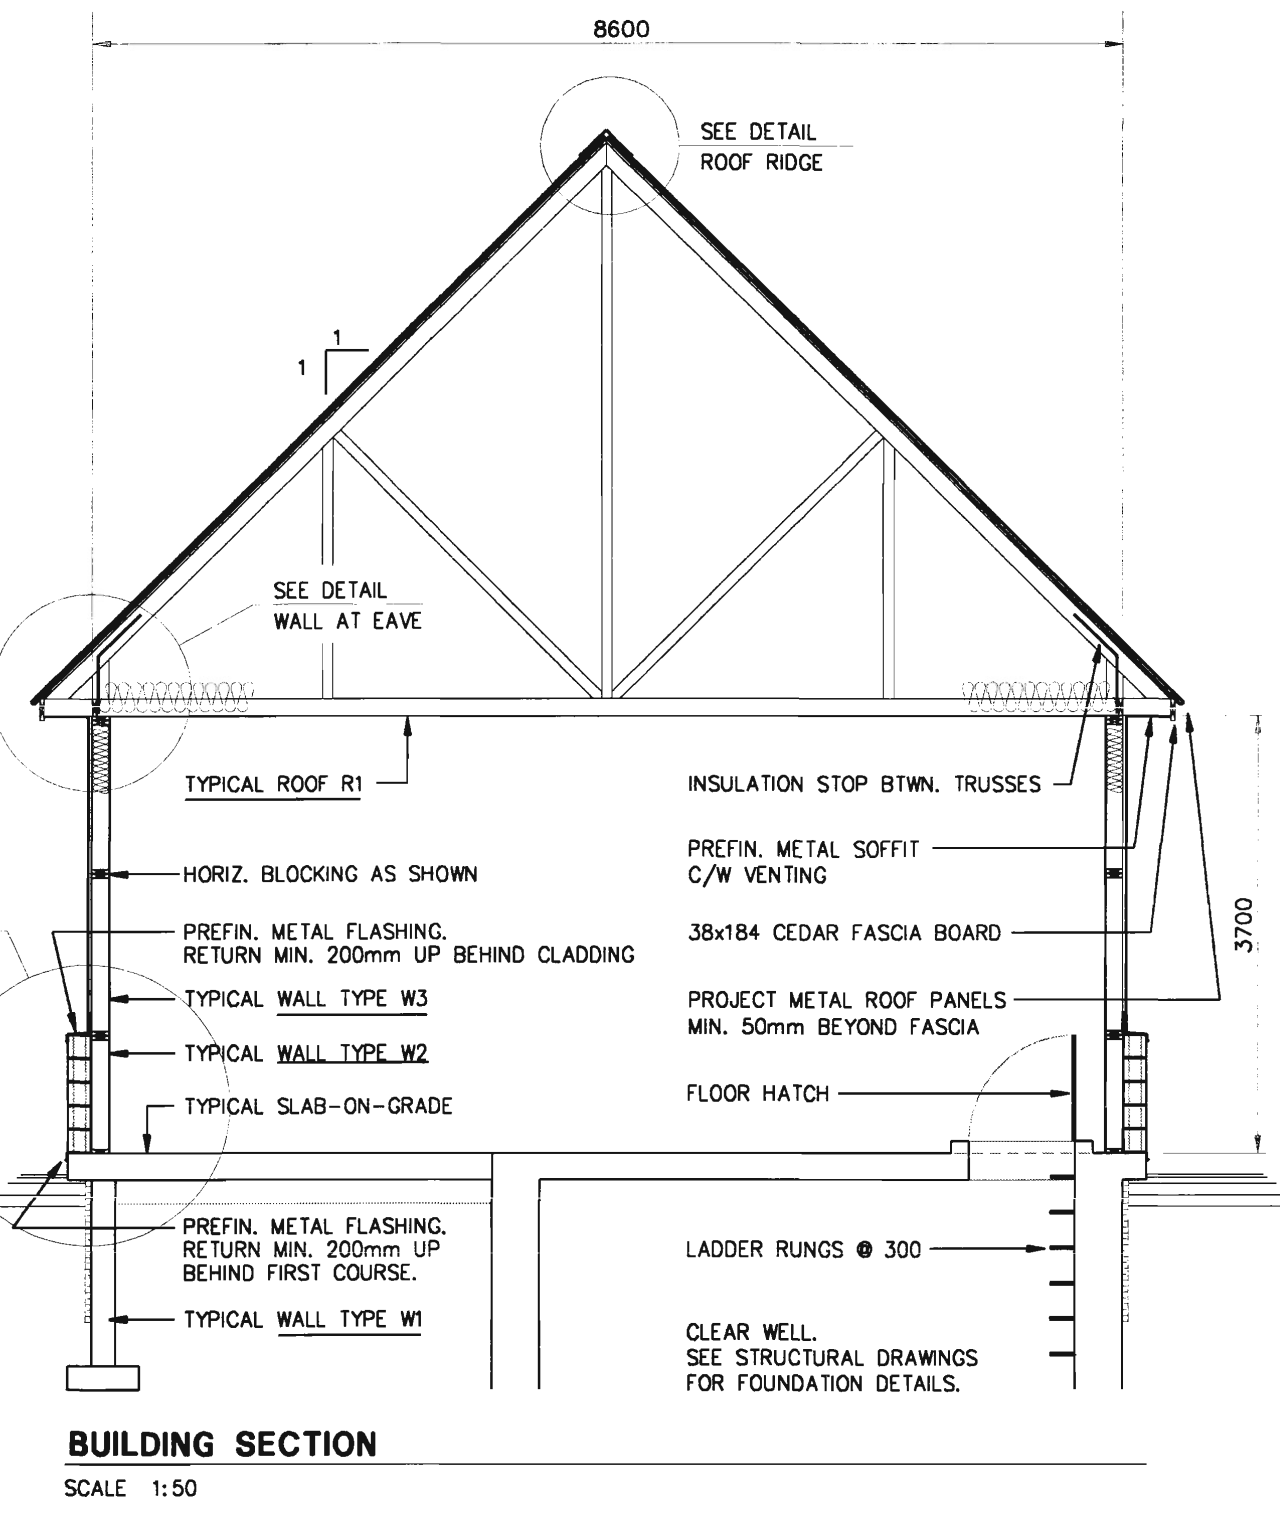 8600
SEE DETAIL
ROOF RIDGE
1
1
SEE DETAIL
WALL AT EAVE
TYPICAL ROOF R1
INSULATION STOP BTWN. TRUSSES
PREFIN. METAL SOFFIT
C/W VENTING
HORIZ. BLOCKING AS SHOWN
PREFIN. METAL FLASHING.
RETURN MIN. 200mm UP BEHIND CLADDING
38x184 CEDAR FASCIA BOARD
3700
TYPICAL WALL TYPE W3
PROJECT METAL ROOF PANELS
MIN. 50mm BEYOND FASCIA
TYPICAL WALL TYPE W2
FLOOR HATCH
TYPICAL SLAB-ON-GRADE
PREFIN. METAL FLASHING.
RETURN MIN. 200mm UP
BEHIND FIRST COURSE.
LADDER RUNGS @ 300
TYPICAL WALL TYPE W1
CLEAR WELL.
SEE STRUCTURAL DRAWINGS
FOR FOUNDATION DETAILS.
BUILDING SECTION
SCALE 1:50